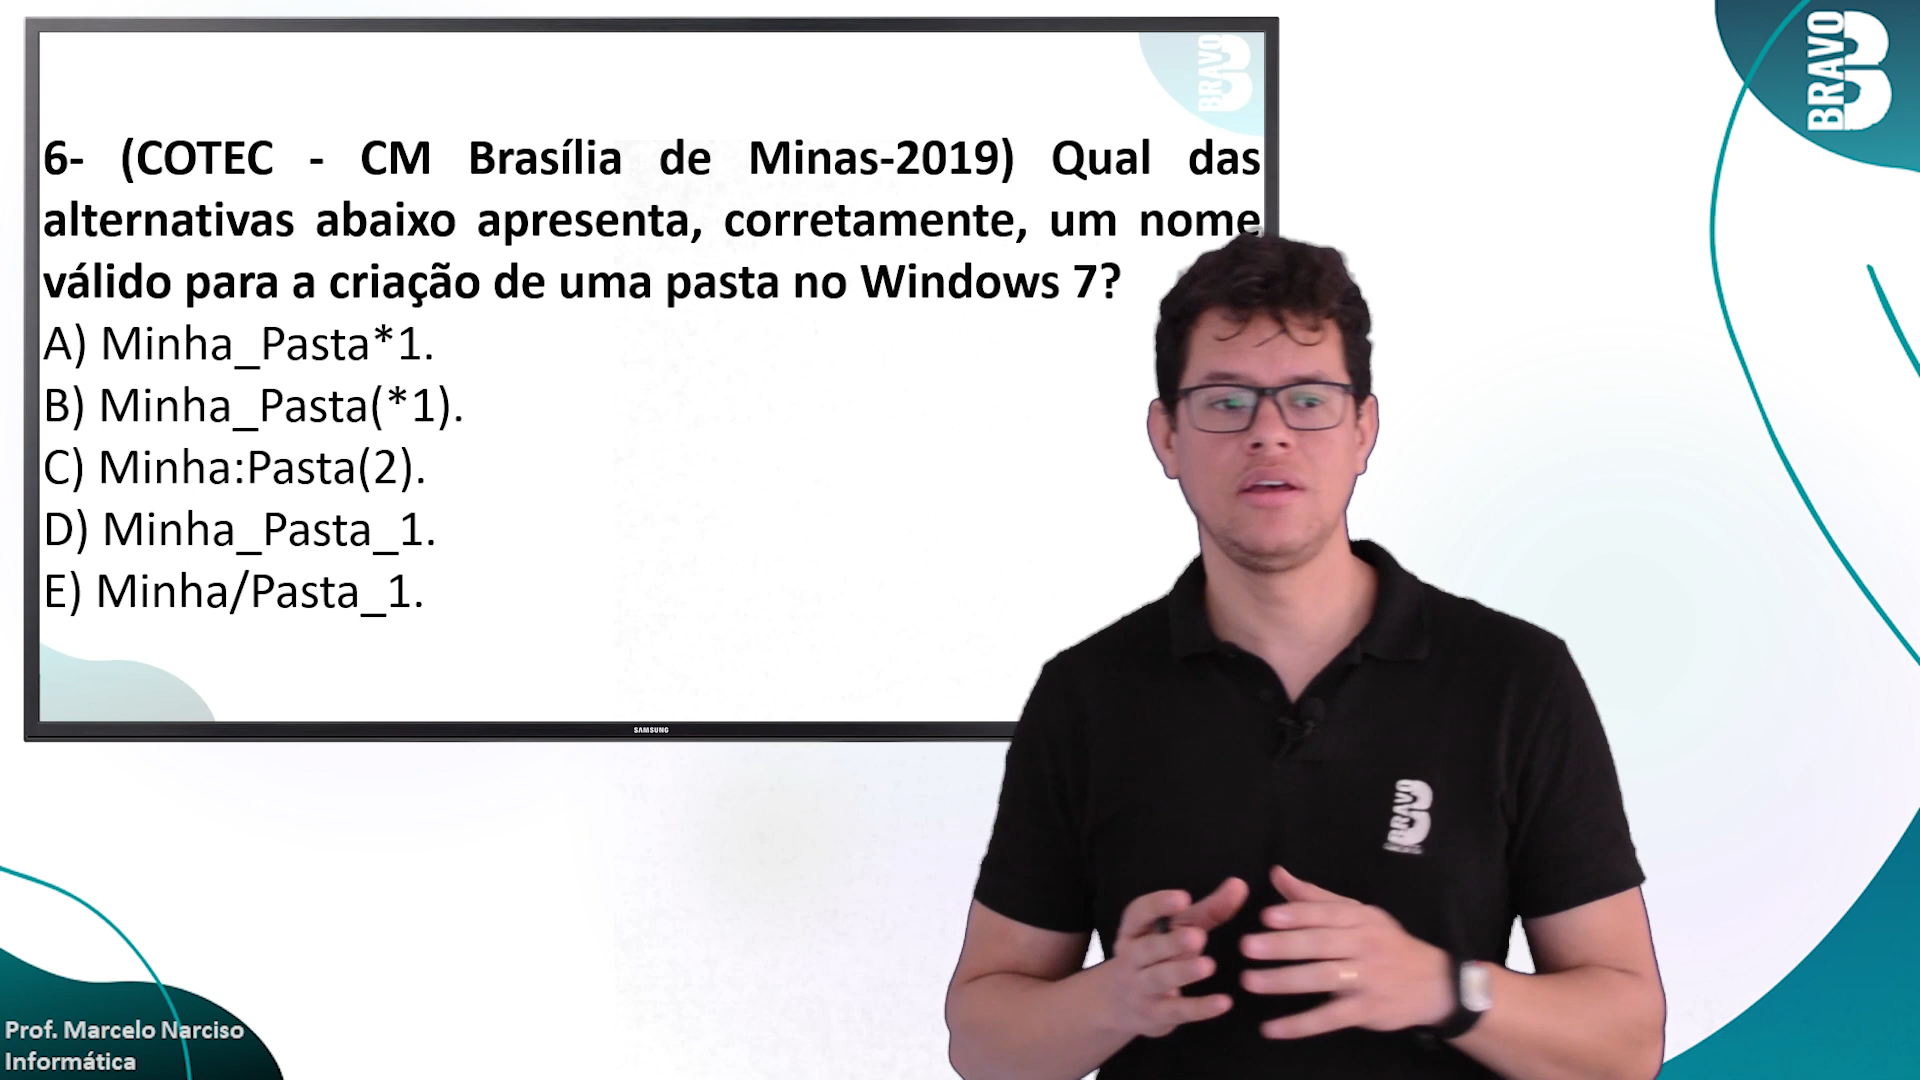 BRAVO
BRAVO
6- (COTEC - CM Brasília de Minas-2019) Qual das
alternativas abaixo apresenta, corretamente, um nome
válido para a criação de uma pasta no Windows 7?
A) Minha_Pasta*1.
B) Minha_Pasta(*1).
C) Minha:Pasta(2).
D) Minha_Pasta_1.
E) Minha/Pasta_1.
SAMSUNG
BRAVO
Prof. Marcelo Narciso
Informática